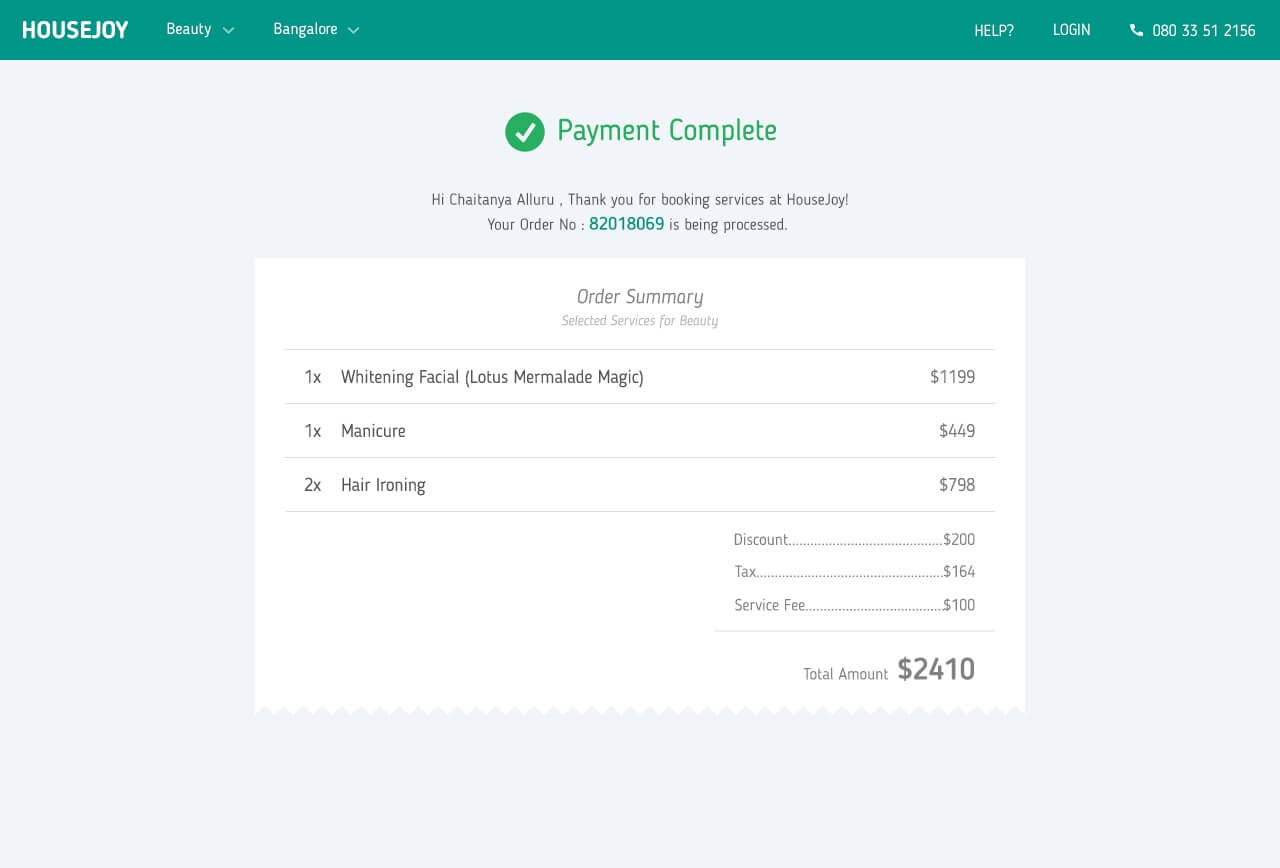 HOUSEJOY Beauty Bangalore HELP? LOGIN 080 33 51 2156
Payment Complete
Hi Chaitanya Alluru , Thank you for booking services at HouseJoy!
Your Order No : 82018069 is being processed.
Order Summary
Selected Services for Beauty
1x Whitening Facial (Lotus Mermalade Magic) $1199
1x Manicure $449
2x Hair Ironing $798
Discount..........................................$200
Tax...................................................$164
Service Fee......................................$100
Total Amount $2410